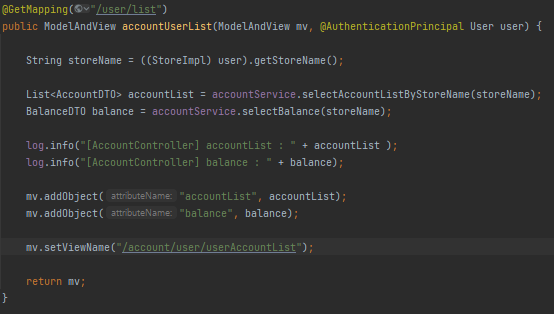 @GetMapping("/user/list")
public ModelAndView accountUserList(ModelAndView mv, @AuthenticationPrincipal User user) {
String storeName = ((StoreImpl) user).getStoreName();
List<AccountDTO> accountList = accountService.selectAccountListByStoreName(storeName);
BalanceDTO balance = accountService.selectBalance(storeName);
log.info("[AccountController] accountList : " + accountList );
log.info("[AccountController] balance : " + balance);
mv.addObject( attributeName: "accountList", accountList);
mv.addObject( attributeName: "balance", balance);
mv.setViewName("/account/user/userAccountList");
return mv;
}